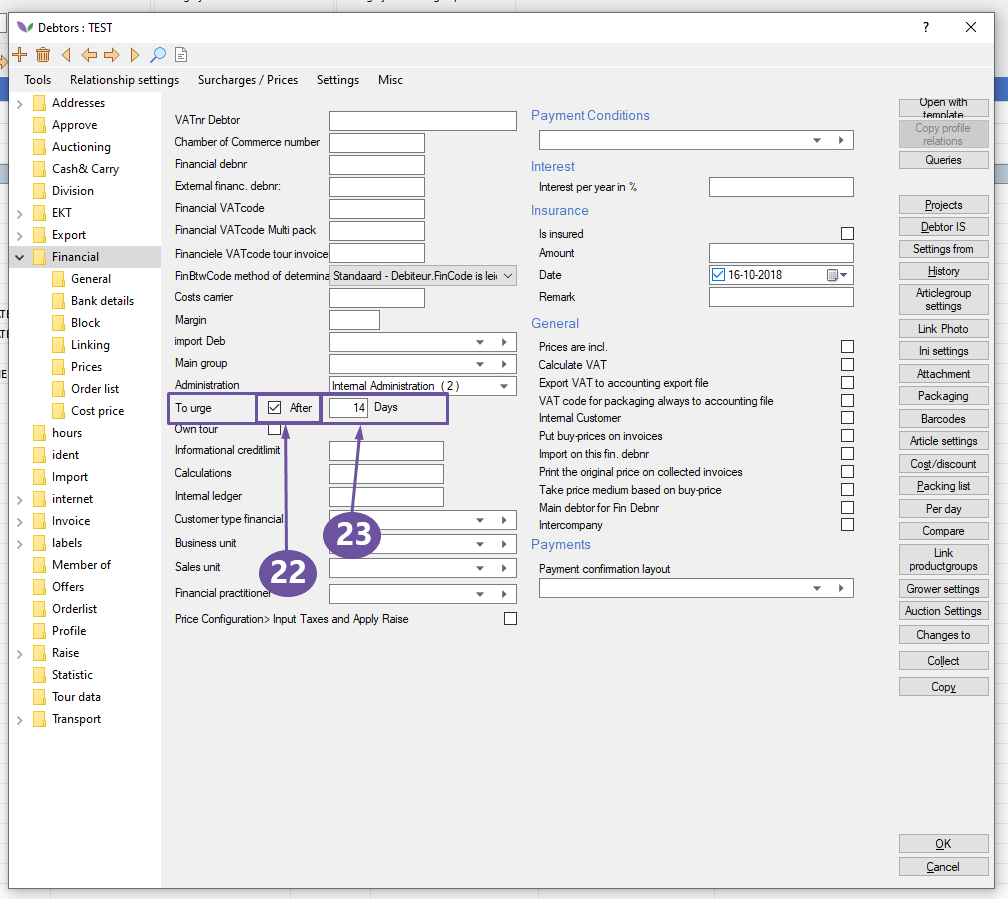 Debtors : TEST
?
Tools Relationship settings Surcharges / Prices Settings Misc
Addresses
Approve
Auctioning
Cash& Carry
Division
EKT
Export
Financial
General
Bank details
Block
Linking
Prices
Order list
Cost price
hours
ident
Import
internet
Invoice
labels
Member of
Offers
Orderlist
Profile
Raise
Statistic
Tour data
Transport
VATnr Debtor
Chamber of Commerce number
Financial debnr
External financ. debnr:
Financial VATcode
Financial VATcode Multi pack
Financiele VATcode tour invoice
FinBtwCode method of determina Standaard - Debiteur.FinCode is lei
Costs carrier
Margin
import Deb
Main group
Administration Internal Administration ( 2 )
To urge After 14 Days
Own tour
Informational creditlimit
Calculations
Internal ledger
Customer type financial
Business unit
Sales unit
Financial practitioner
Price Configuration> Input Taxes and Apply Raise
22
23
Payment Conditions
Interest
Interest per year in %
Insurance
Is insured
Amount
Date 16-10-2018
Remark
General
Prices are incl.
Calculate VAT
Export VAT to accounting export file
VAT code for packaging always to accounting file
Internal Customer
Put buy-prices on invoices
Import on this fin. debnr
Print the original price on collected invoices
Take price medium based on buy-price
Main debtor for Fin Debnr
Intercompany
Payments
Payment confirmation layout
Open with
template
Copy profile
relations
Queries
Projects
Debtor IS
Settings from
History
Articlegroup
settings
Link Photo
Ini settings
Attachment
Packaging
Barcodes
Article settings
Cost/discount
Packing list
Per day
Compare
Link
productgroups
Grower settings
Auction Settings
Changes to
Collect
Copy
OK
Cancel